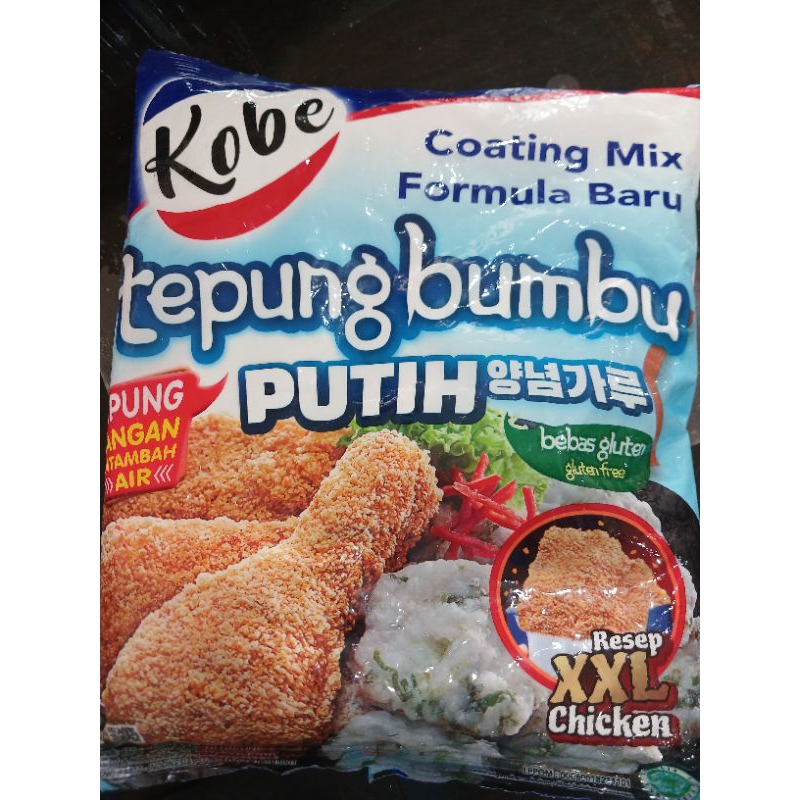 Kobe
Coating Mix
Formula Baru
tepung bumbu
PUTIH 양념가루
PUNG
ANGAN
TAMBAH
AIR
bebas gluten
gluten free
Resep
XXL
Chicken